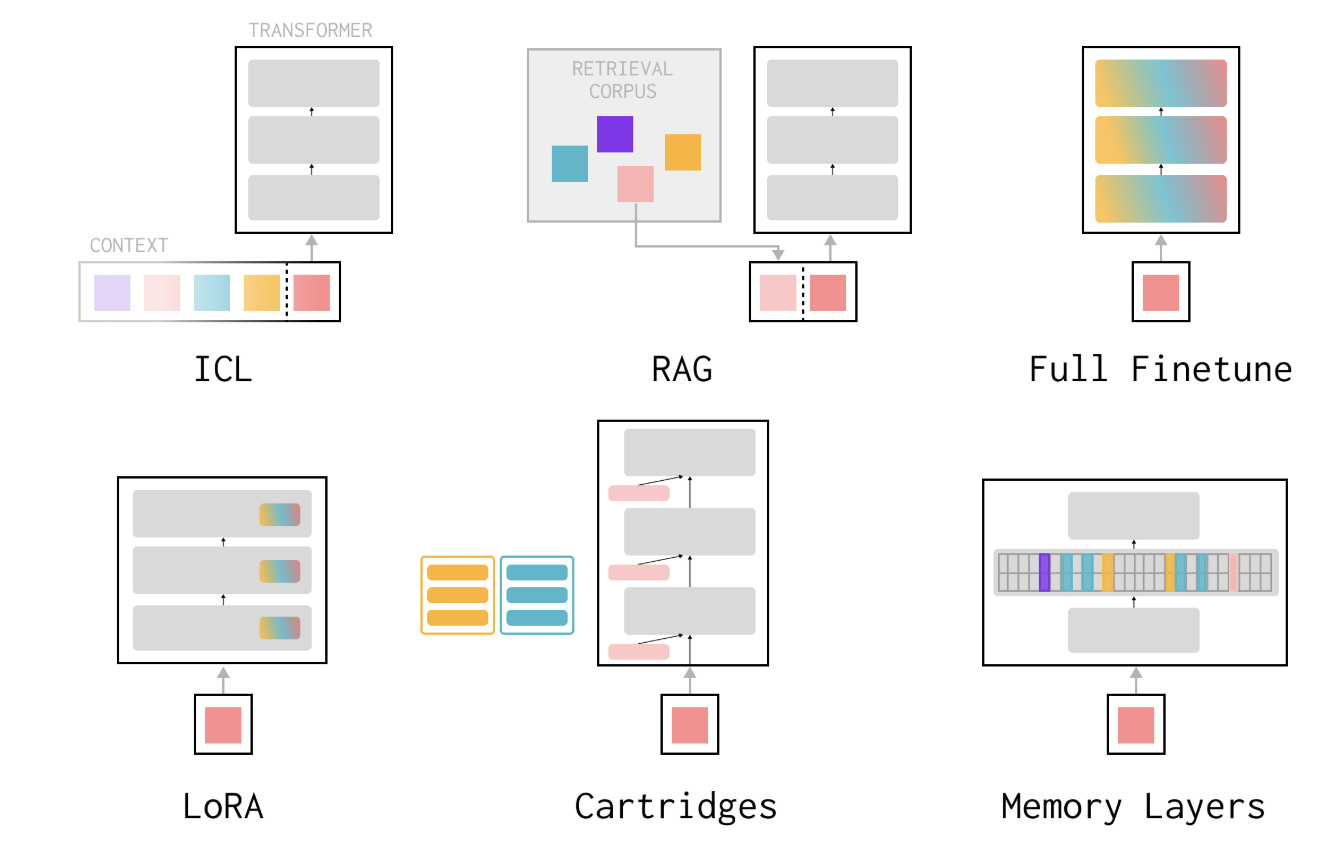 TRANSFORMER
RETRIEVAL
CORPUS
CONTEXT
ICL
RAG
Full Finetune
LoRA
Cartridges
Memory Layers